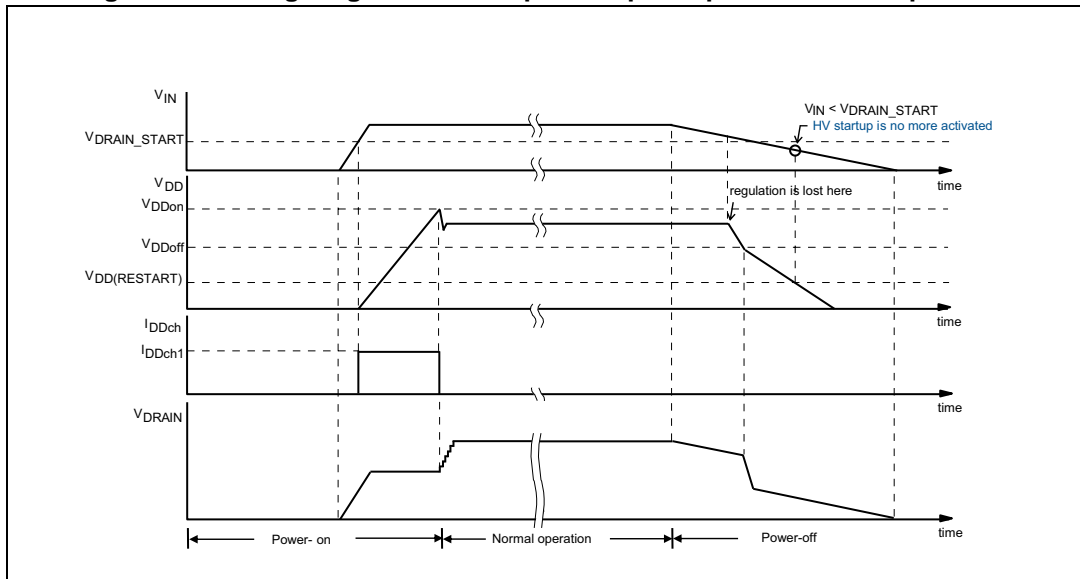 VIN
VDRAIN_START
VIN < VDRAIN_START
HV startup is no more activated
time
VDD
VDDon
regulation is lost here
VDDoff
VDD(RESTART)
time
IDDch
IDDch1
time
VDRAIN
time
Power- on
Normal operation
Power-off